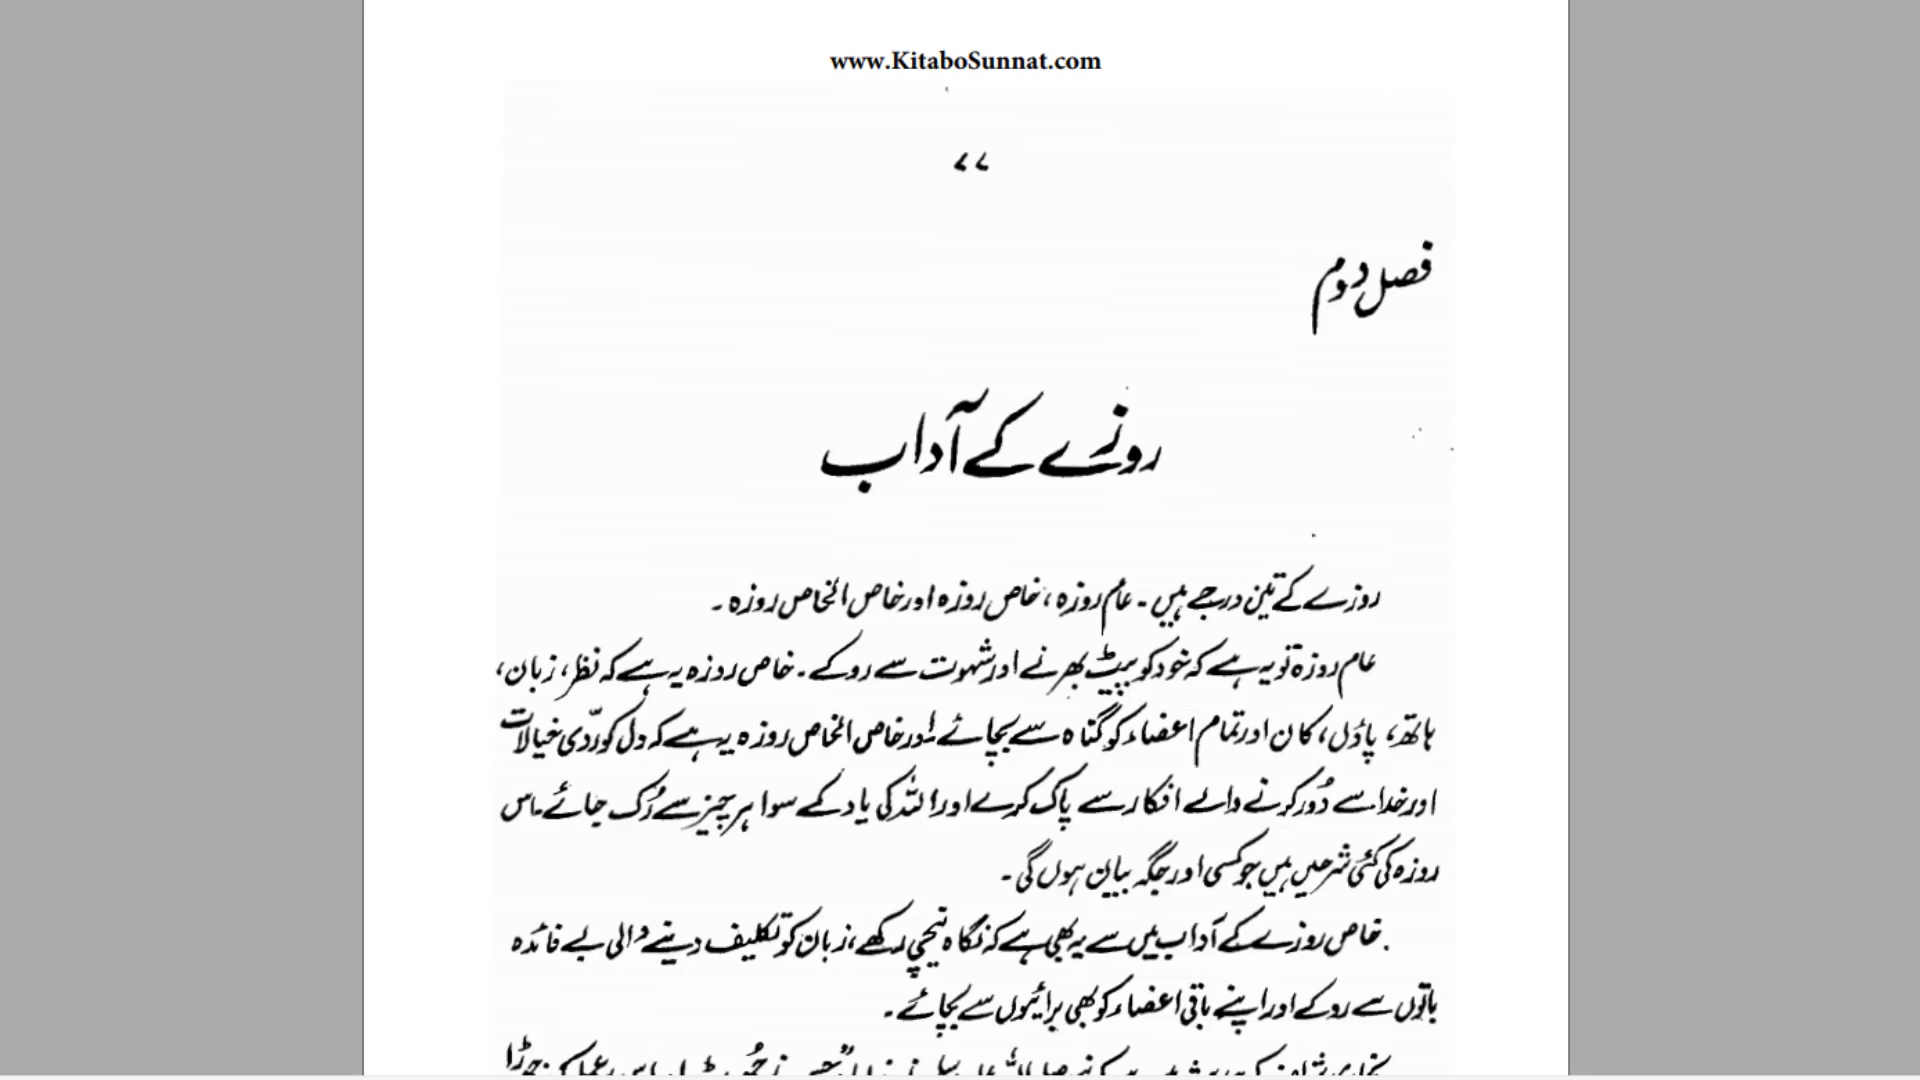 www.KitaboSunnat.com
۷۷
فصل دوم
روزے کے آداب
روزے کے تین درجے ہیں۔ عام روزہ، خاص روزہ اور خاص الخاص روزہ۔
عام روزہ تو یہ ہے کہ خود کو پیٹ بھرنے اور شہوت سے روکے۔ خاص روزہ یہ ہے کہ نظر، زبان،
ہاتھ، پاؤں، کان اور تمام اعضاء کو گناہ سے بچائے اور خاص الخاص روزہ یہ ہے کہ دل کو ردّی خیالات
اور خدا سے دُور کرنے والے افکار سے پاک کرے اور اللہ کی یاد کے سوا ہر چیز سے رُک جائے۔ اس
روزہ کی کئی شرحیں ہیں جو کسی اور جگہ بیان ہوں گی۔
خاص روزے کے آداب میں سے یہ بھی ہے کہ نگاہ نیچی رکھے، زبان کو تکلیف دینے والی بے فائدہ
باتوں سے روکے اور اپنے باقی اعضاء کو بھی برائیوں سے بچائے۔